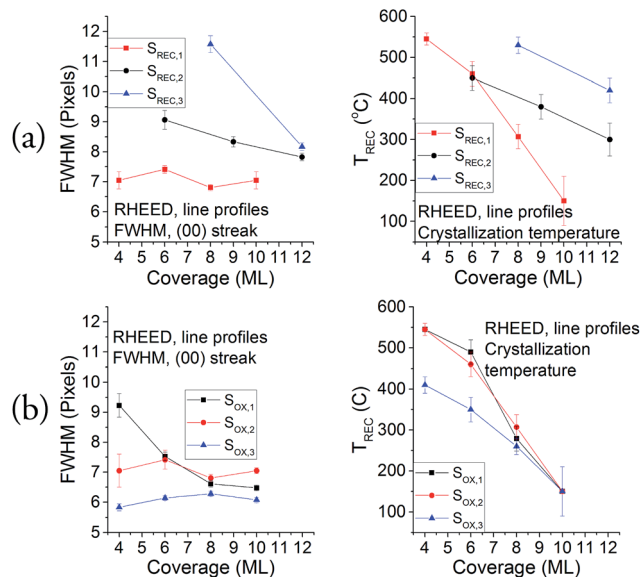 (a)
FWHM (Pixels)
12
11
10
9
8
7
6
5
S_REC,1
S_REC,2
S_REC,3
RHEED, line profiles
FWHM, (00) streak
4 5 6 7 8 9 10 11 12
Coverage (ML)
T_REC (°C)
600
500
400
300
200
100
S_REC,1
S_REC,2
S_REC,3
RHEED, line profiles
Crystallization temperature
4 5 6 7 8 9 10 11 12
Coverage (ML)
(b)
FWHM (Pixels)
12
11
10
9
8
7
6
5
RHEED, line profiles
FWHM, (00) streak
S_OX,1
S_OX,2
S_OX,3
4 5 6 7 8 9 10 11 12
Coverage (ML)
T_REC (C)
600
500
400
300
200
100
RHEED, line profiles
Crystallization
temperature
S_OX,1
S_OX,2
S_OX,3
4 5 6 7 8 9 10 11 12
Coverage (ML)